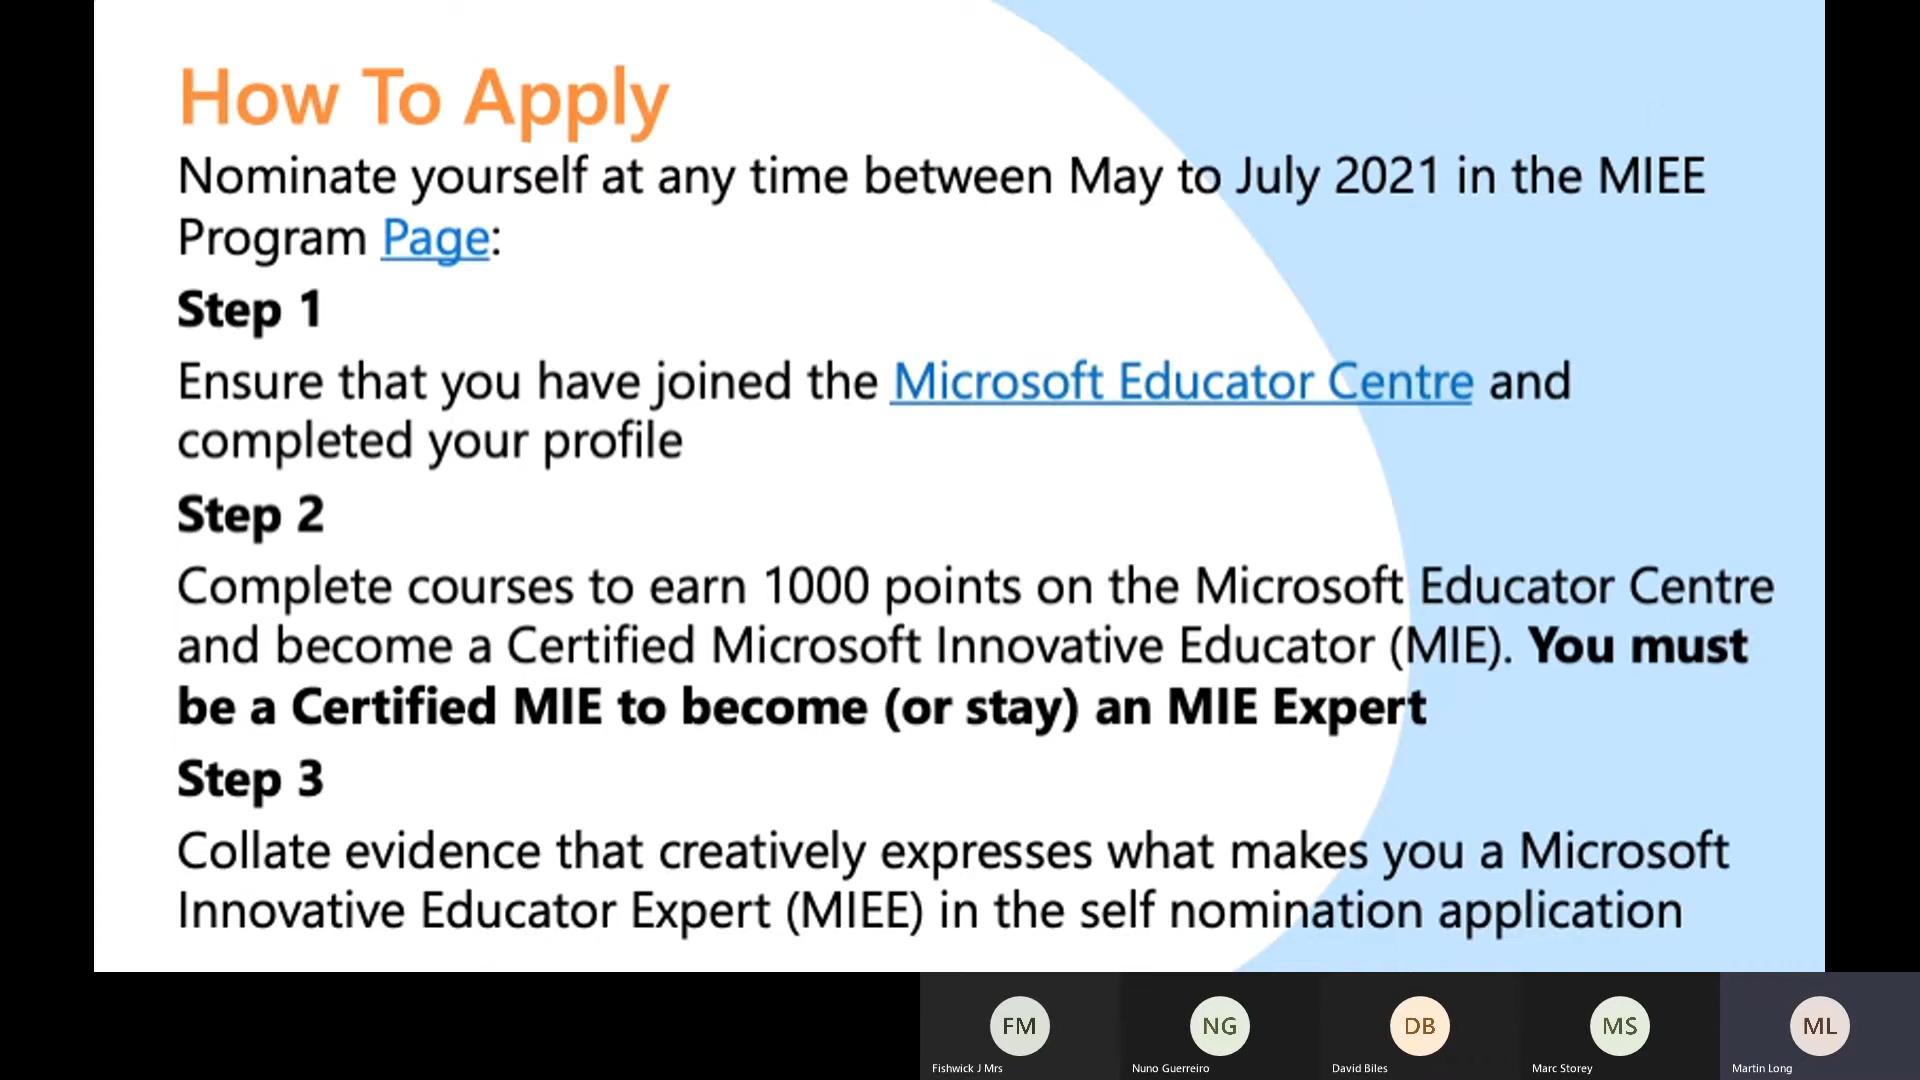 How To Apply
Nominate yourself at any time between May to July 2021 in the MIEE
Program Page:
Step 1
Ensure that you have joined the Microsoft Educator Centre and
completed your profile
Step 2
Complete courses to earn 1000 points on the Microsoft Educator Centre
and become a Certified Microsoft Innovative Educator (MIE). You must
be a Certified MIE to become (or stay) an MIE Expert
Step 3
Collate evidence that creatively expresses what makes you a Microsoft
Innovative Educator Expert (MIEE) in the self nomination application
FM NG DB MS ML
Fishwick J Mrs Nuno Guerreiro David Biles Marc Storey Martin Long